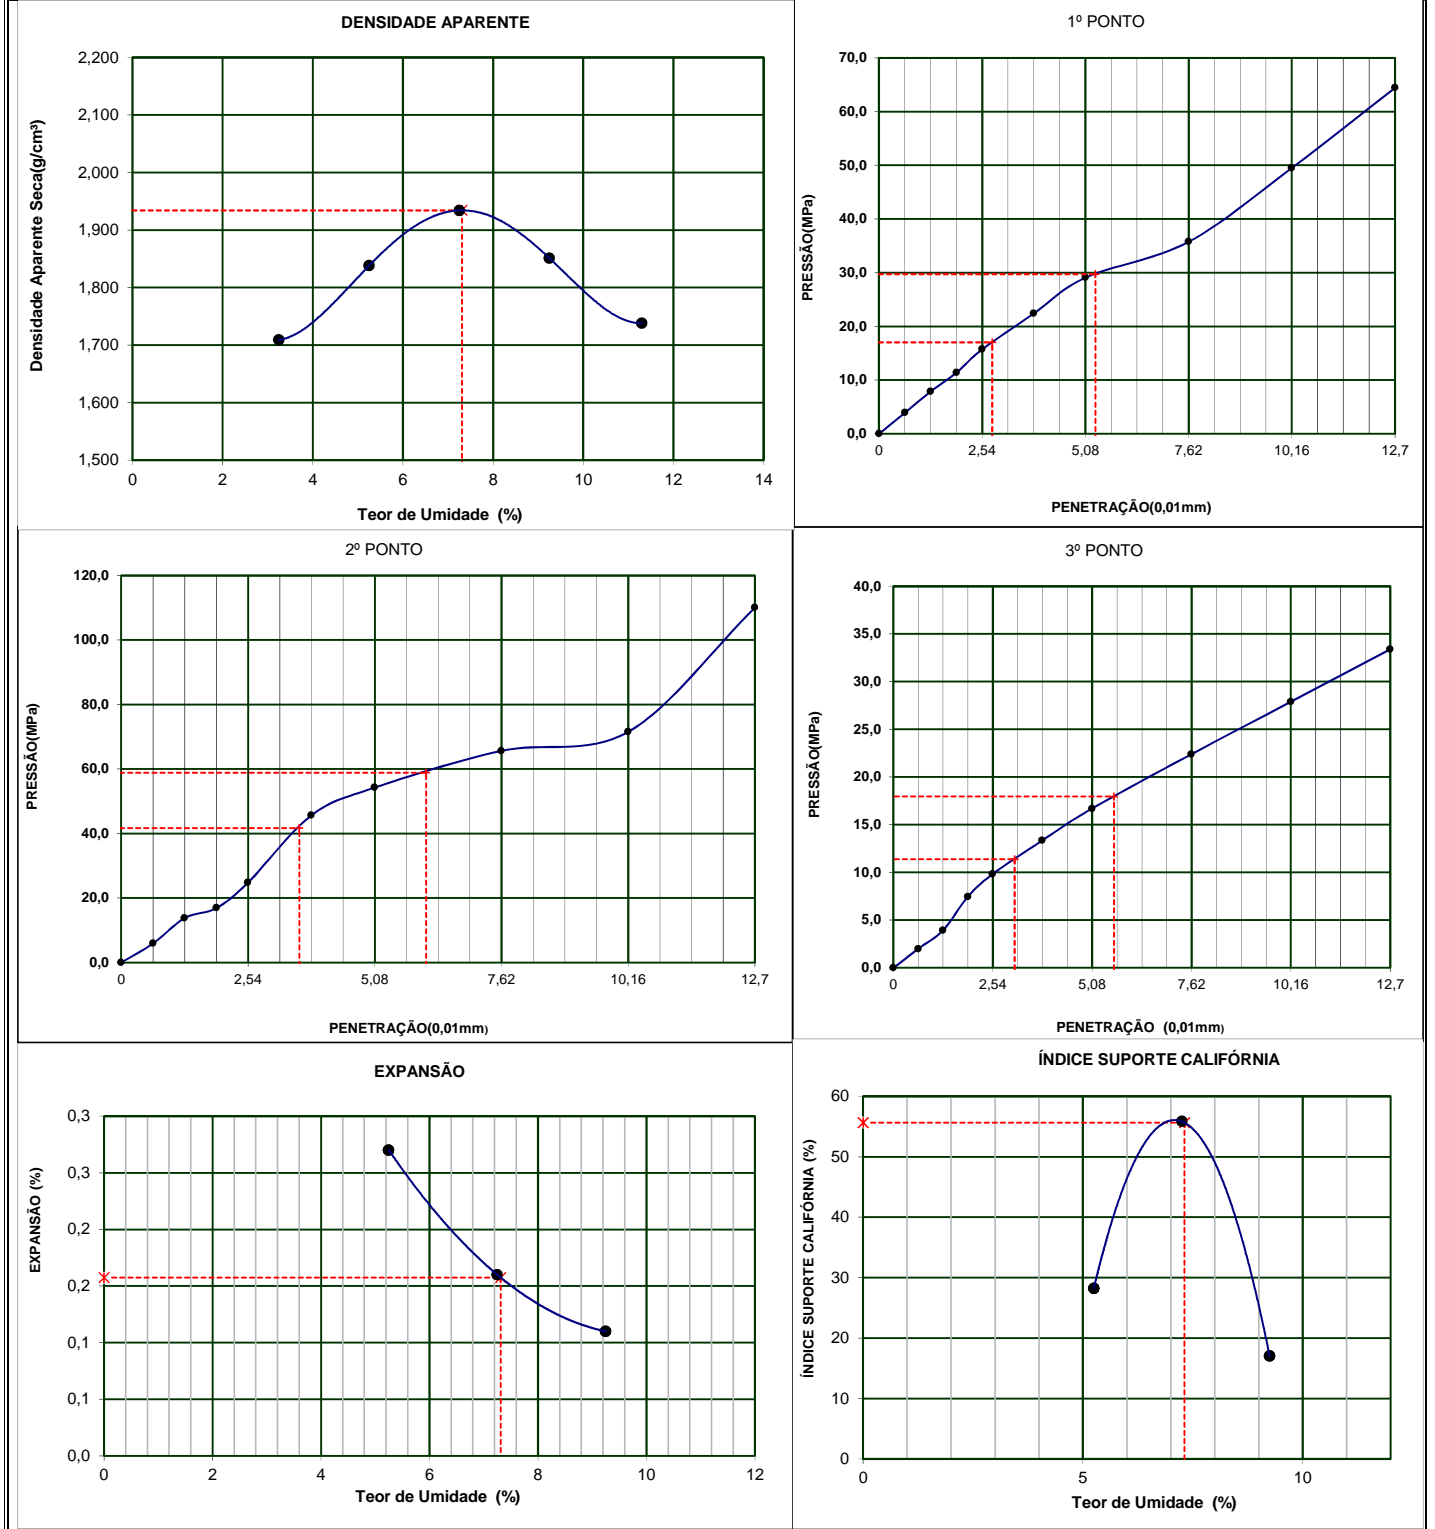 DENSIDADE APARENTE
Densidade Aparente Seca(g/cm³)
2,200
2,100
2,000
1,900
1,800
1,700
1,600
1,500
0 2 4 6 8 10 12 14
Teor de Umidade (%)
1º PONTO
PRESSÃO(MPa)
70,0
60,0
50,0
40,0
30,0
20,0
10,0
0,0
0 2,54 5,08 7,62 10,16 12,7
PENETRAÇÃO(0,01mm)
2º PONTO
PRESSÃO(MPa)
120,0
100,0
80,0
60,0
40,0
20,0
0,0
0 2,54 5,08 7,62 10,16 12,7
PENETRAÇÃO(0,01mm)
3º PONTO
PRESSÃO(MPa)
40,0
35,0
30,0
25,0
20,0
15,0
10,0
5,0
0,0
0 2,54 5,08 7,62 10,16 12,7
PENETRAÇÃO (0,01mm)
EXPANSÃO
EXPANSÃO (%)
0,3
0,3
0,2
0,2
0,1
0,1
0,0
0 2 4 6 8 10 12
Teor de Umidade (%)
ÍNDICE SUPORTE CALIFÓRNIA
ÍNDICE SUPORTE CALIFÓRNIA (%)
60
50
40
30
20
10
0
0 5 10
Teor de Umidade (%)